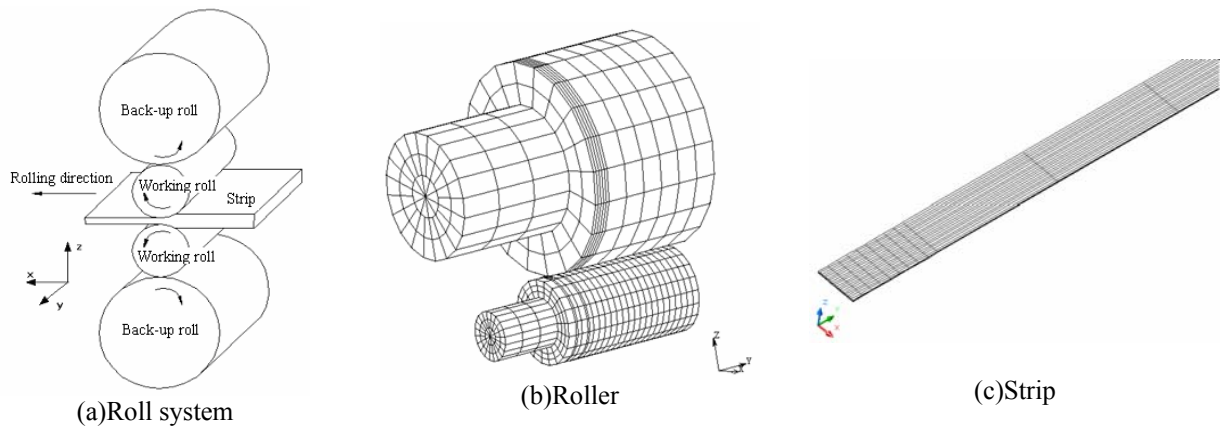 Back-up roll
Rolling direction
Working roll
Strip
z
Working roll
x
y
Back-up roll
(a)Roll system
Z
Y
X
(b)Roller
Z
Y
X
(c)Strip